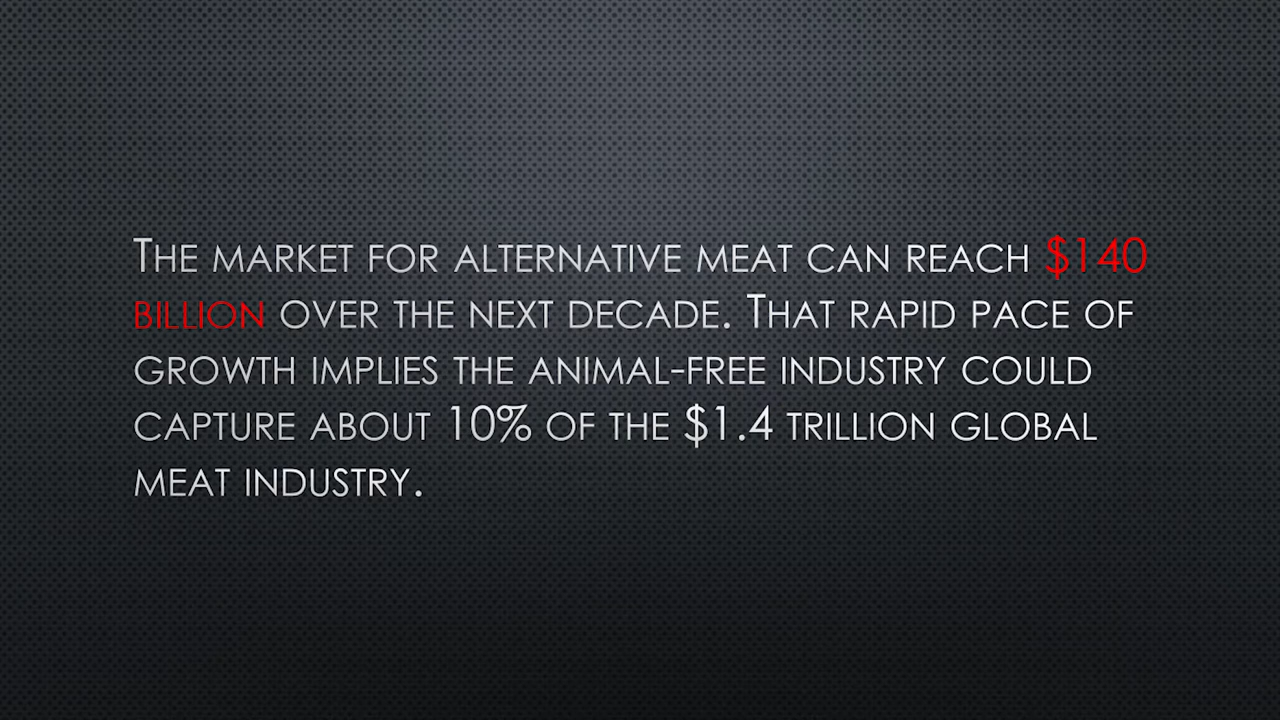 The market for alternative meat can reach $140
billion over the next decade. That rapid pace of
growth implies the animal-free industry could
capture about 10% of the $1.4 trillion global
meat industry.